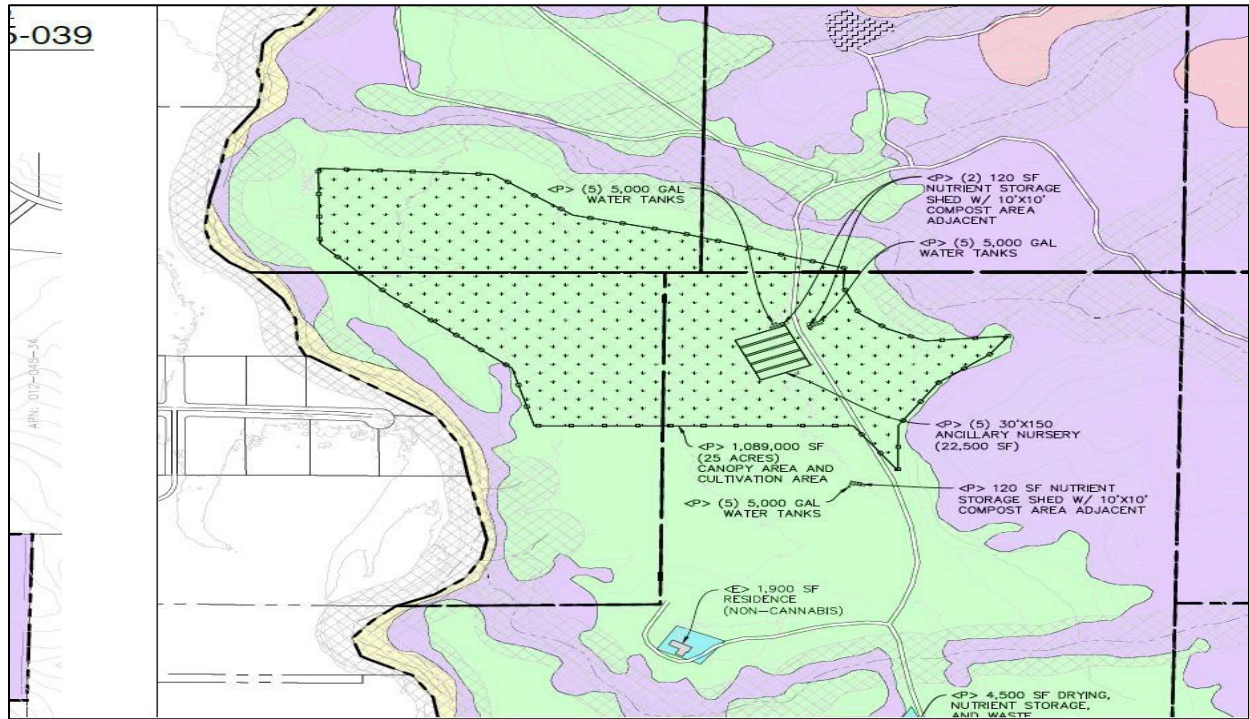 5-039
<P> (5) 5,000 GAL
WATER TANKS
<P> (2) 120 SF
NUTRIENT STORAGE
SHED W/ 10'X10'
COMPOST AREA
ADJACENT
<P> (5) 5,000 GAL
WATER TANKS
APN: 012-045-34
<P> (5) 30'X150
ANCILLARY NURSERY
(22,500 SF)
<P> 1,089,000 SF
(25 ACRES)
CANOPY AREA AND
CULTIVATION AREA
<P> (5) 5,000 GAL
WATER TANKS
<P> 120 SF NUTRIENT
STORAGE SHED W/ 10'X10'
COMPOST AREA ADJACENT
<E> 1,900 SF
RESIDENCE
(NON-CANNABIS)
<P> 4,500 SF DRYING,
NUTRIENT STORAGE,
AND WASTE